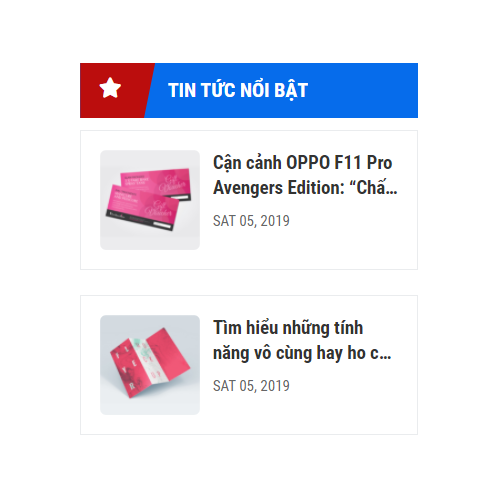 TIN TỨC NỔI BẬT
Cận cảnh OPPO F11 Pro
Avengers Edition: “Chấ...
SAT 05, 2019
Tìm hiểu những tính
năng vô cùng hay ho c...
SAT 05, 2019